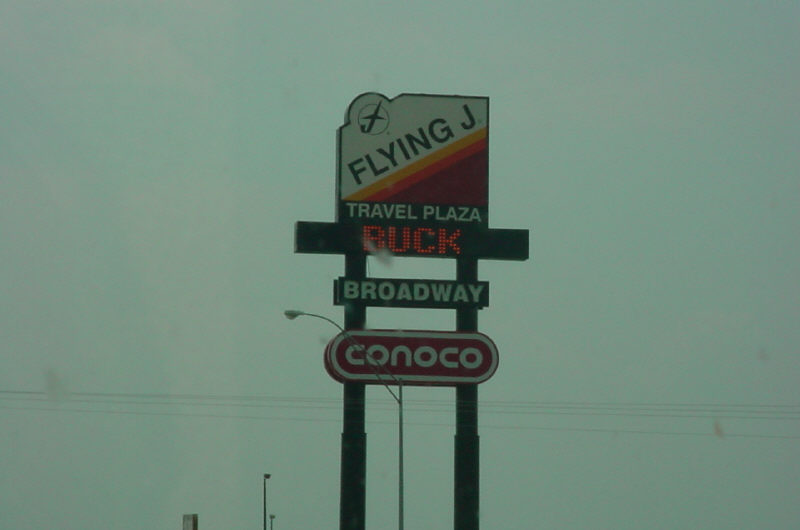 FLYING J
TRAVEL PLAZA
BUCK
BROADWAY
CONOCO